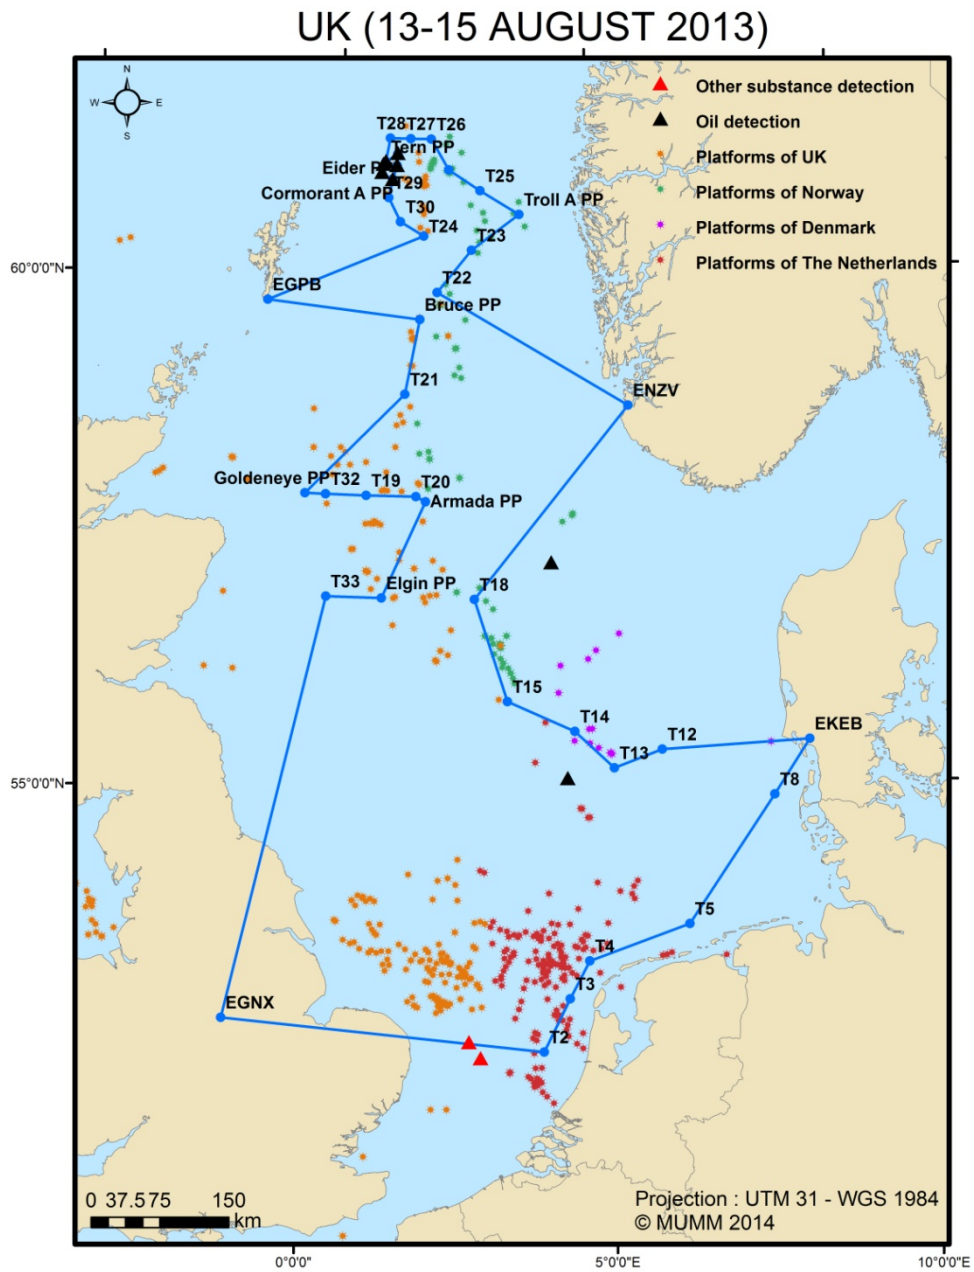 UK (13-15 AUGUST 2013)
N
W E
S
Other substance detection
Oil detection
Platforms of UK
Platforms of Norway
Platforms of Denmark
Platforms of The Netherlands
T28 T27 T26
Tern PP
Eider P
T29
T25
Cormorant A PP
Troll A PP
T30
T24
T23
60°0'0"N
EGPB
T22
Bruce PP
T21
ENZV
Goldeneye PP T32 T19 T20
Armada PP
T33
Elgin PP
T18
T15
T14
T12
EKEB
T13
55°0'0"N
T8
T5
T4
T3
EGNX
T2
0 37.5 75 150
km
Projection : UTM 31 - WGS 1984
© MUMM 2014
0°0'0"
5°0'0"E
10°0'0"E